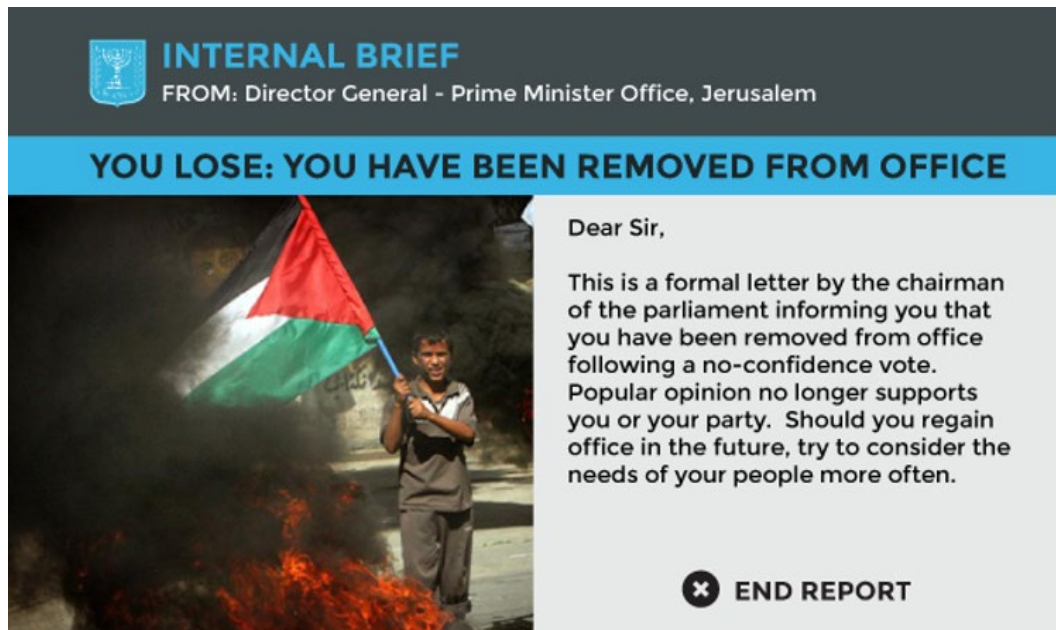 INTERNAL BRIEF
FROM: Director General - Prime Minister Office, Jerusalem
YOU LOSE: YOU HAVE BEEN REMOVED FROM OFFICE
Dear Sir,
This is a formal letter by the chairman
of the parliament informing you that
you have been removed from office
following a no-confidence vote.
Popular opinion no longer supports
you or your party.  Should you regain
office in the future, try to consider the
needs of your people more often.
END REPORT